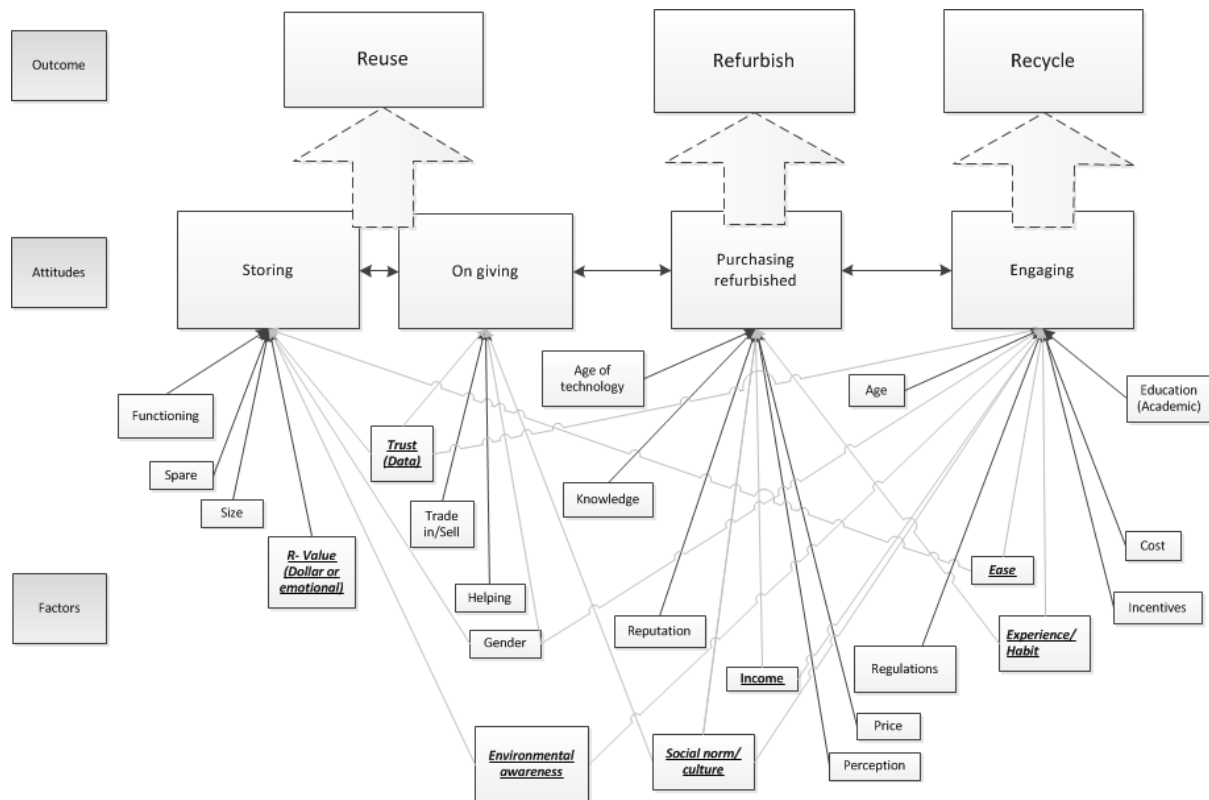 Outcome
Reuse
Refurbish
Recycle
Attitudes
Storing
On giving
Purchasing
refurbished
Engaging
Factors
Functioning
Spare
Size
R- Value
(Dollar or
emotional)
Trust
(Data)
Trade
in/Sell
Helping
Gender
Environmental
awareness
Age of
technology
Knowledge
Reputation
Social norm/
culture
Income
Price
Perception
Age
Regulations
Ease
Experience/
Habit
Education
(Academic)
Cost
Incentives